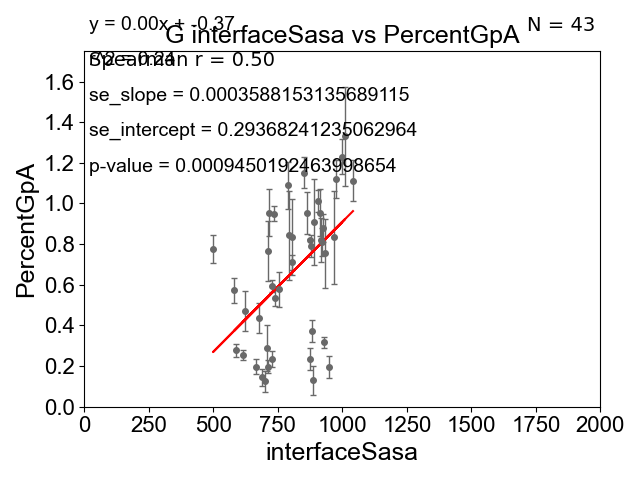 y = 0.00x + -0.37
N = 43
G interfaceSasa vs PercentGpA
Spearman r = 0.50
se_slope = 0.0003588153135689115
se_intercept = 0.29368241235062964
p-value = 0.0009450192463998654
PercentGpA
1.6
1.4
1.2
1.0
0.8
0.6
0.4
0.2
0.0
0 250 500 750 1000 1250 1500 1750 2000
interfaceSasa